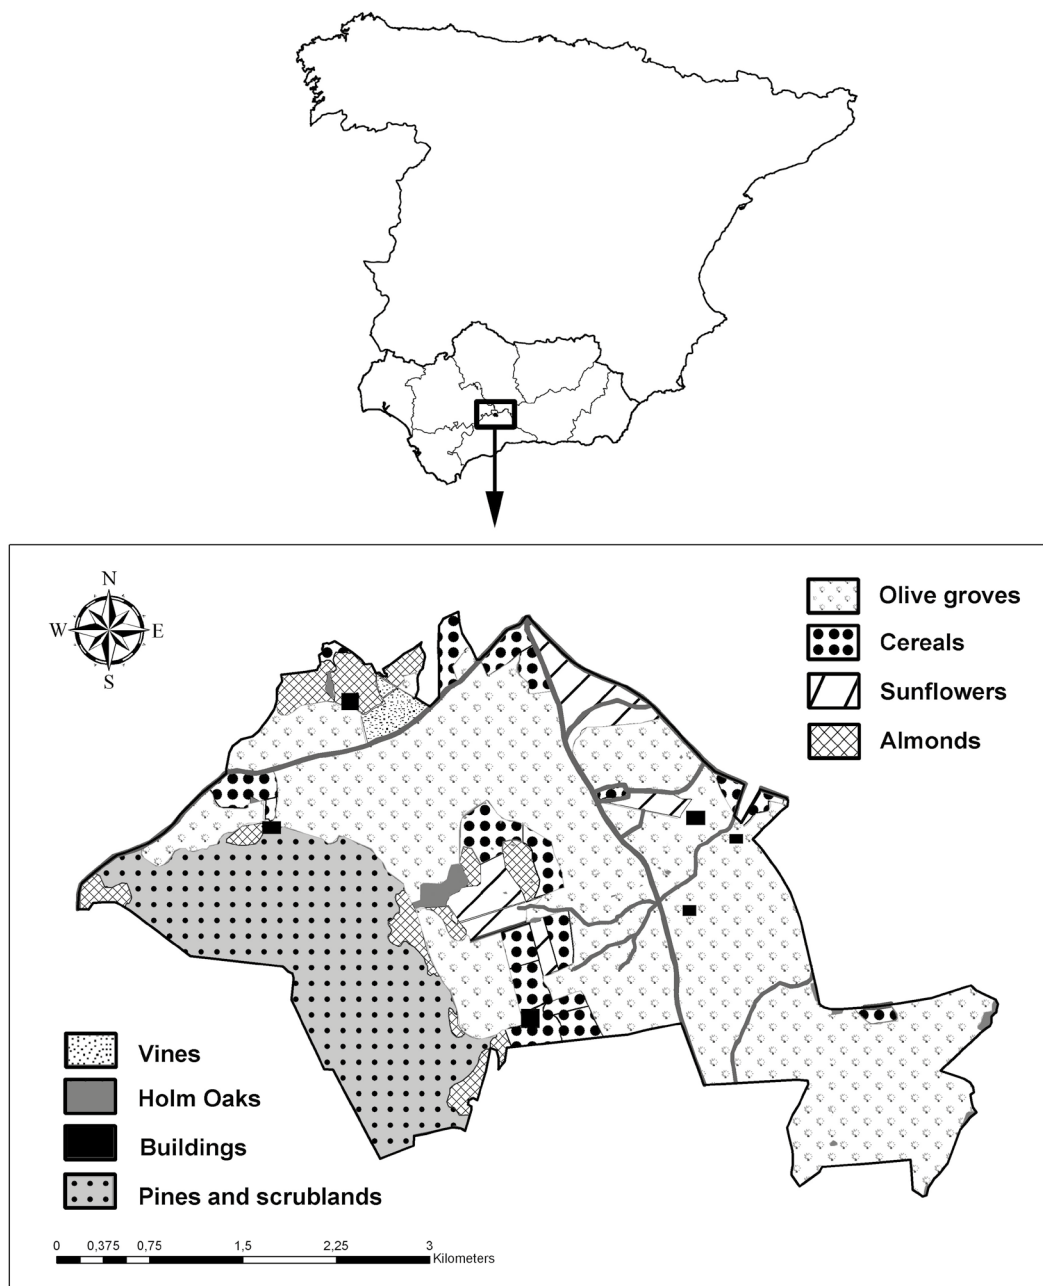 N
W E
S
Olive groves
Cereals
Sunflowers
Almonds
Vines
Holm Oaks
Buildings
Pines and scrublands
0 0,375 0,75 1,5 2,25 3
Kilometers